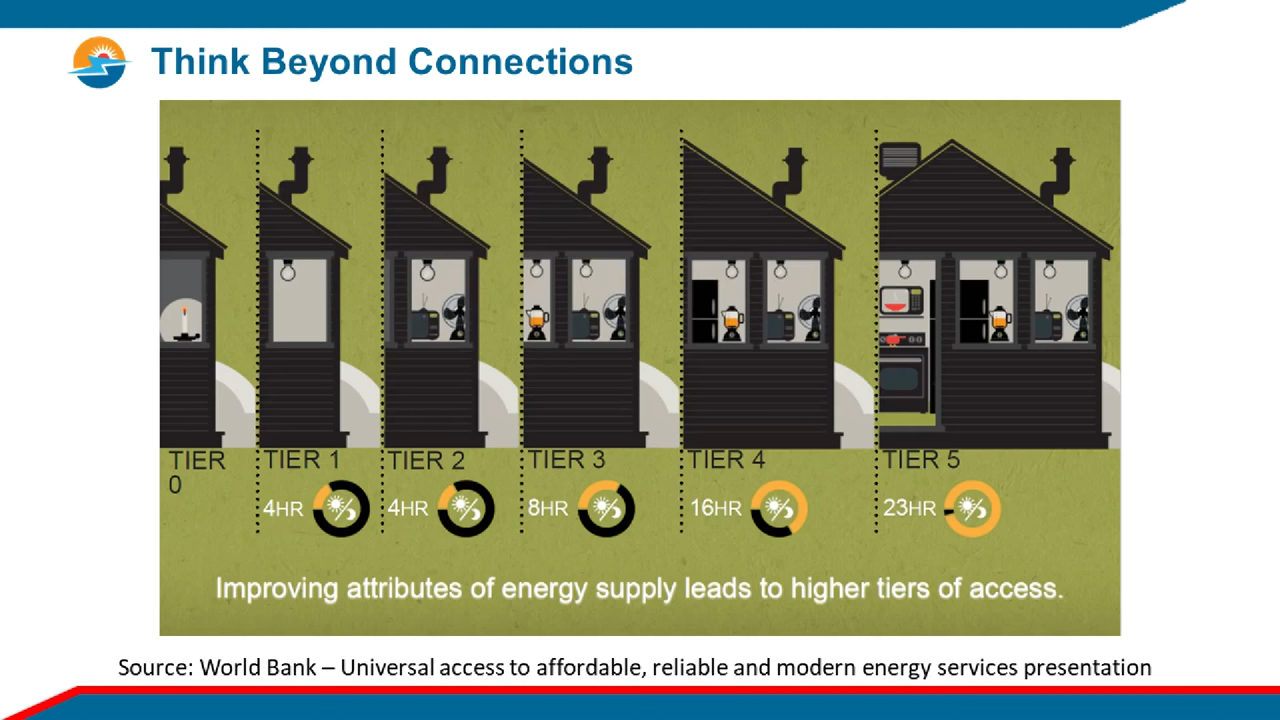 Think Beyond Connections
TIER 0
TIER 1
TIER 2
TIER 3
TIER 4
TIER 5
4HR
4HR
8HR
16HR
23HR
Improving attributes of energy supply leads to higher tiers of access.
Source: World Bank – Universal access to affordable, reliable and modern energy services presentation